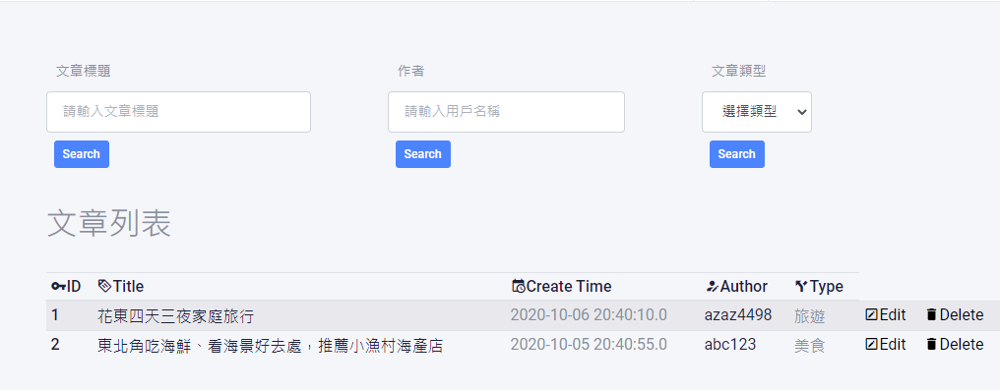 文章標題 作者 文章類型
請輸入文章標題 請輸入用戶名稱 選擇類型
Search Search Search
文章列表
ID Title Create Time Author Type
1 花東四天三夜家庭旅行 2020-10-06 20:40:10.0 azaz4498 旅遊 Edit Delete
2 東北角吃海鮮、看海景好去處，推薦小漁村海產店 2020-10-05 20:40:55.0 abc123 美食 Edit Delete